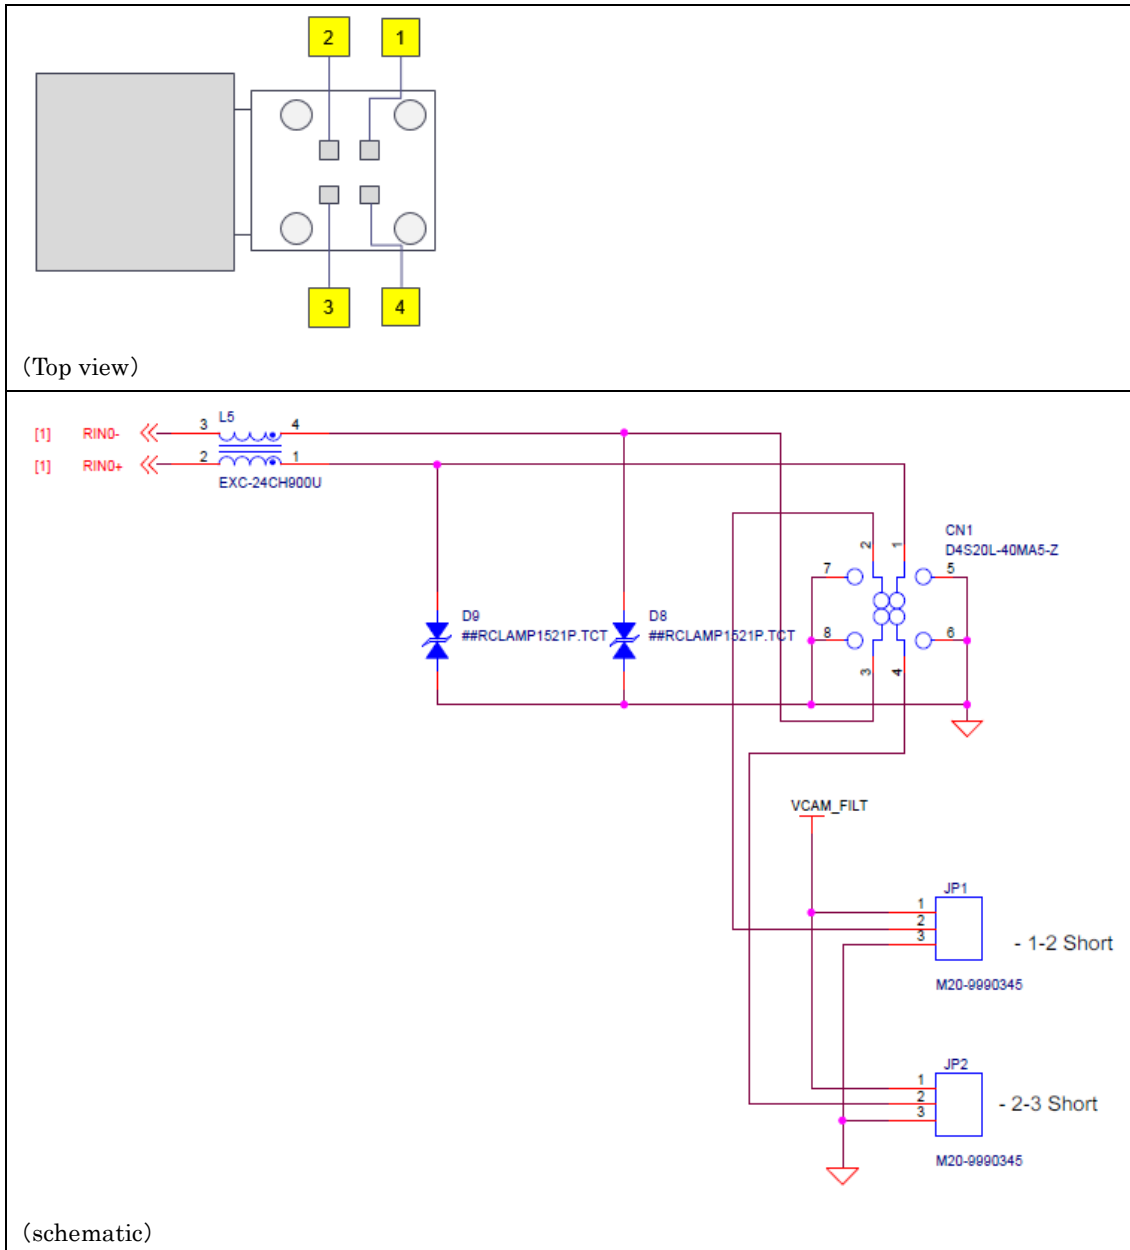 2 1
3 4
(Top view)
L5
[1] RIN0- 3 4
[1] RIN0+ 2 1
EXC-24CH900U
CN1
D4S20L-40MA5-Z
2 1
7 5
D9
##RCLAMP1521P.TCT
D8
##RCLAMP1521P.TCT
8 6
3 4
VCAM_FILT
JP1
1
2
3
- 1-2 Short
M20-9990345
JP2
1
2
3
- 2-3 Short
M20-9990345
(schematic)